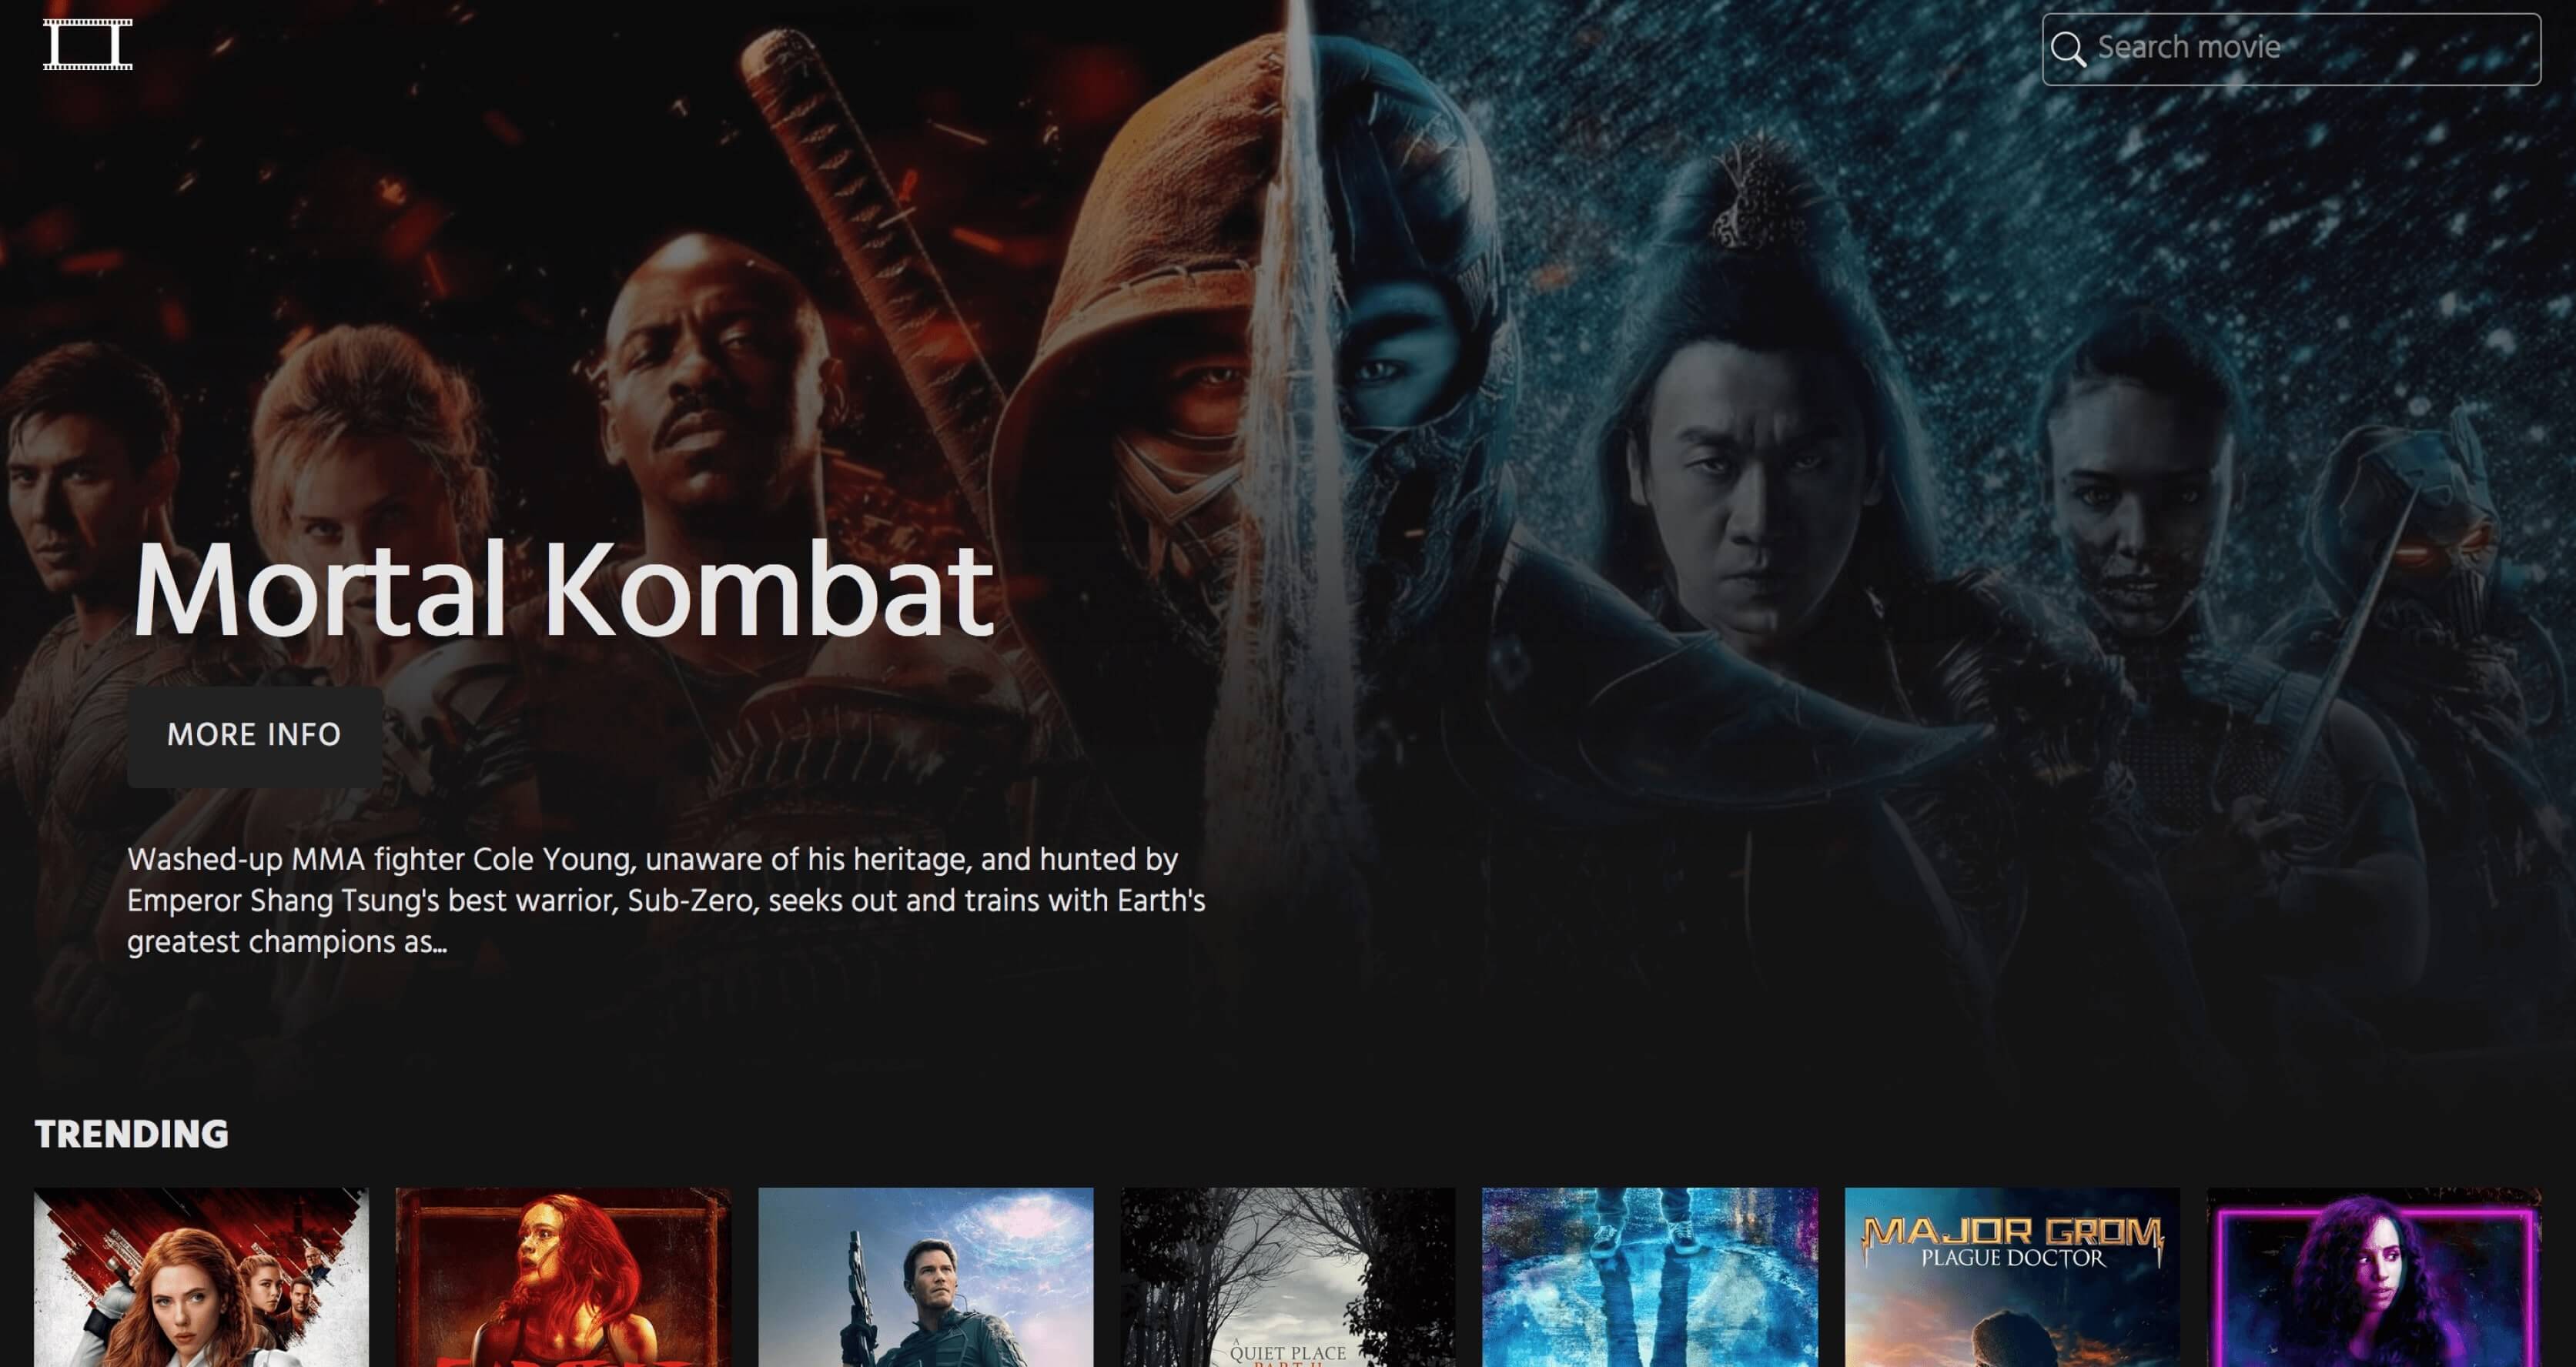 Search movie
Mortal Kombat
MORE INFO
Washed-up MMA fighter Cole Young, unaware of his heritage, and hunted by
Emperor Shang Tsung's best warrior, Sub-Zero, seeks out and trains with Earth's
greatest champions as...
TRENDING
A
QUIET PLACE
PART II
MAJOR GROM
PLAGUE DOCTOR